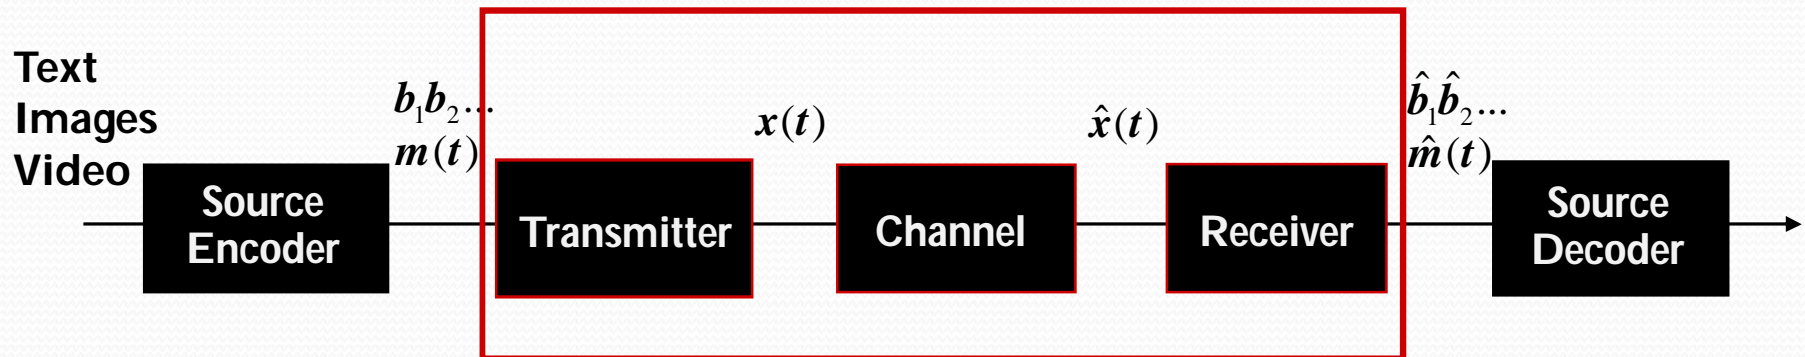 Text
Images
Video
b₁b₂...
m(t)
x(t)
x̂(t)
b̂₁b̂₂...
m̂(t)
Source
Encoder
Transmitter
Channel
Receiver
Source
Decoder